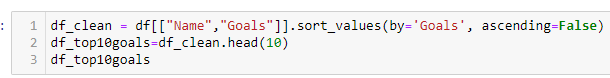 : 1 df_clean = df[["Name","Goals"]].sort_values(by='Goals', ascending=False)
2 df_top10goals=df_clean.head(10)
3 df_top10goals